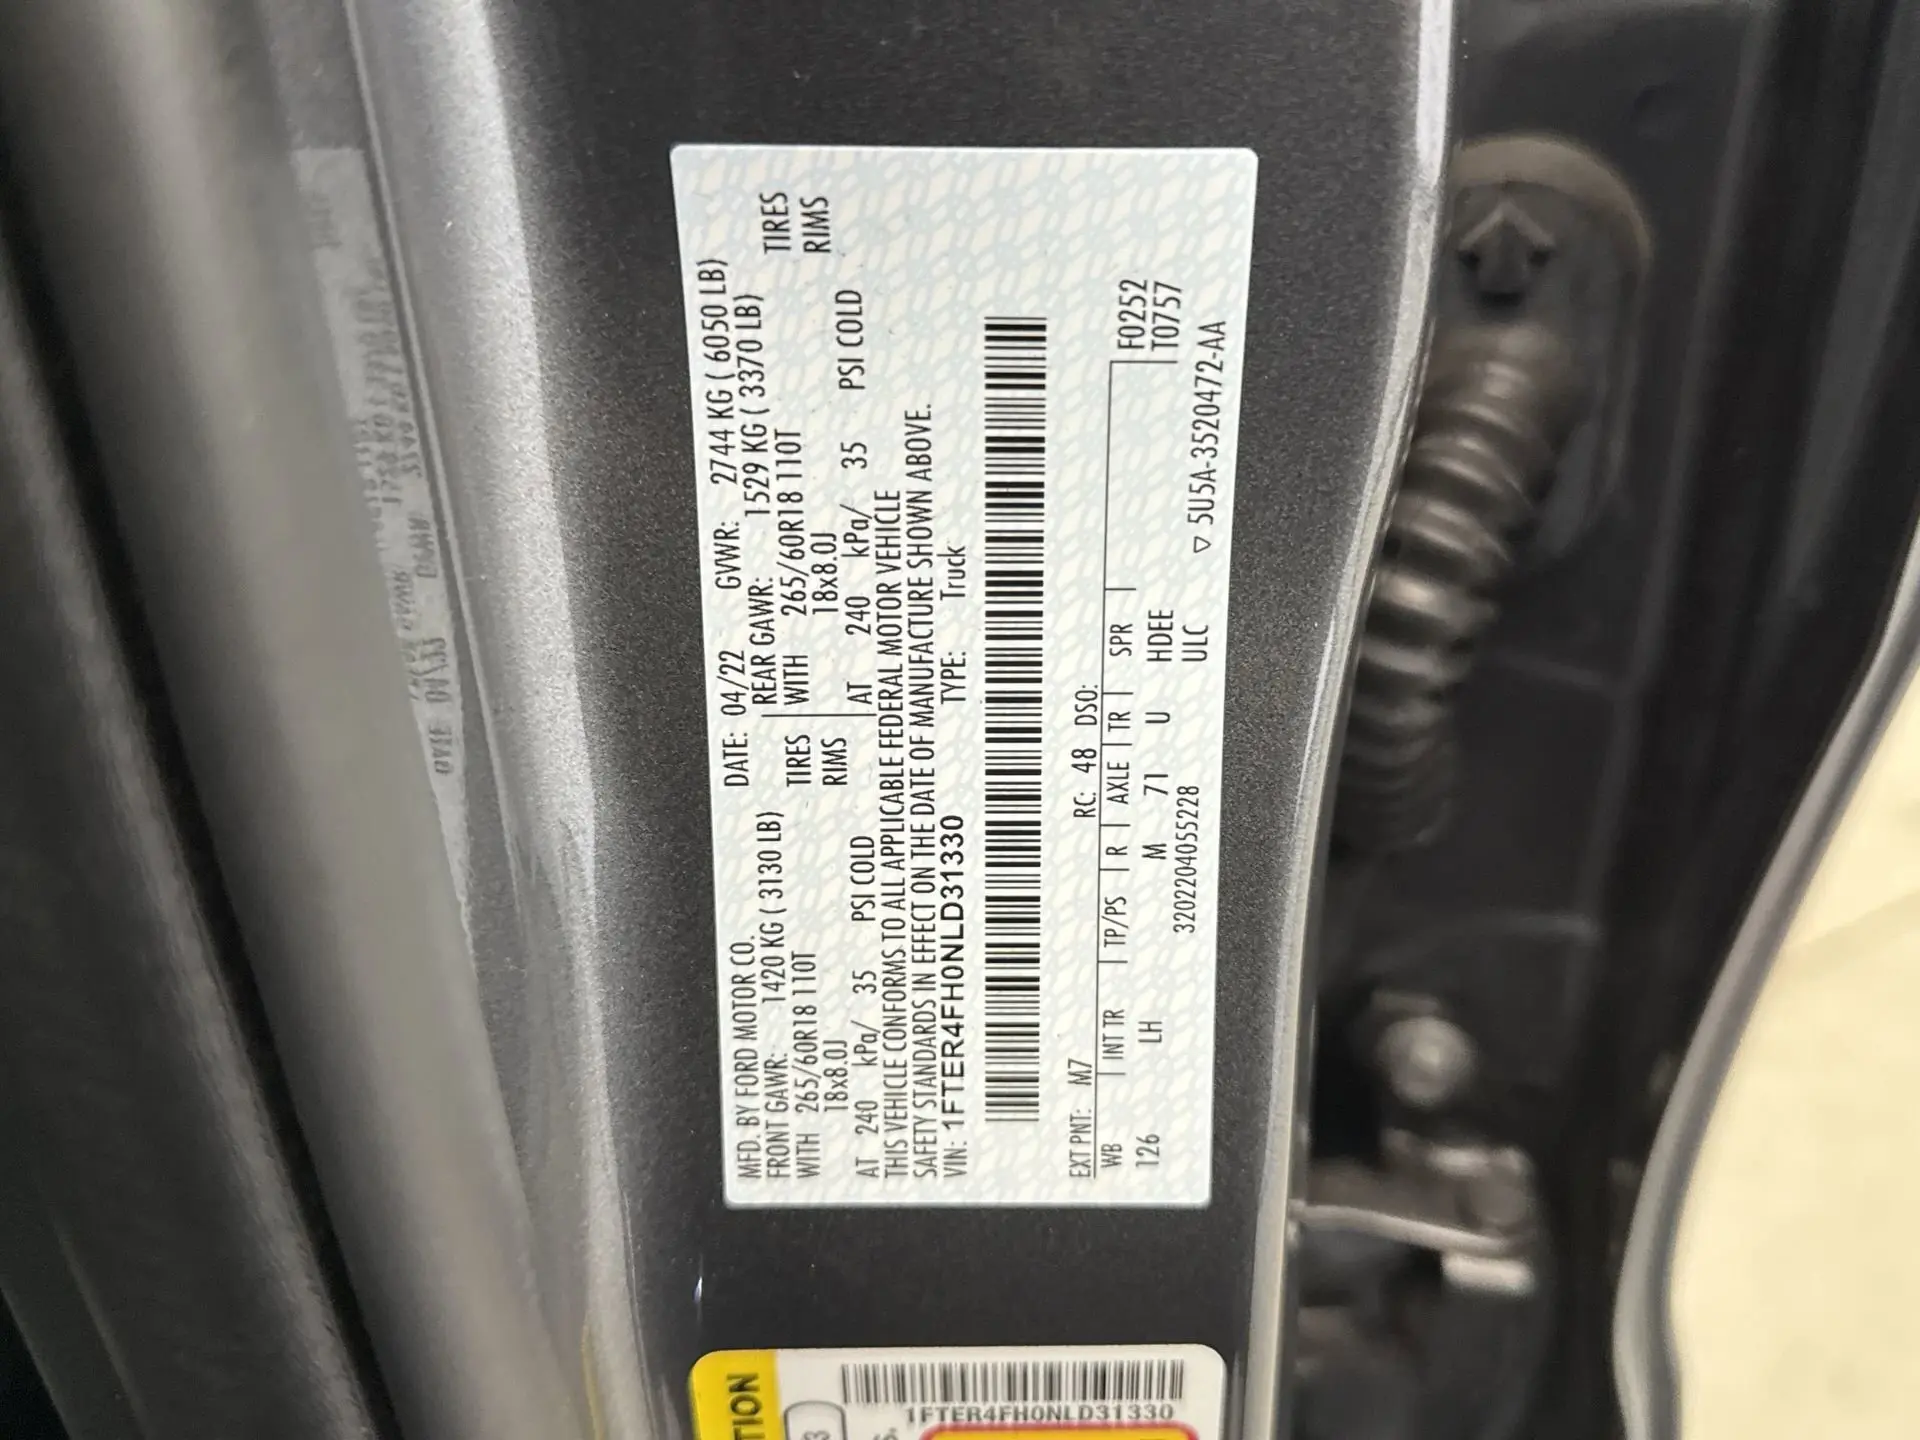 MFD. BY FORD MOTOR CO.
DATE: 04/22 GVWR: 2744 KG ( 6050 LB)
FRONT GAWR: 1420 KG ( 3130 LB)
REAR GAWR: 1529 KG ( 3370 LB)
WITH 265/60R18 110T TIRES
WITH 265/60R18 110T TIRES
18x8.0J RIMS
18x8.0J RIMS
AT 240 kPa/ 35 PSI COLD
AT 240 kPa/ 35 PSI COLD
THIS VEHICLE CONFORMS TO ALL APPLICABLE FEDERAL MOTOR VEHICLE
SAFETY STANDARDS IN EFFECT ON THE DATE OF MANUFACTURE SHOWN ABOVE.
VIN: 1FTER4FH0NLD31330 TYPE: Truck
EXT PNT: M7 RC: 48 DSO:
WB INT TR TP/PS R AXLE TR SPR F0252
126 LH M 71 U HDEE T0757
3202204055228 ULC
▽ 5U5A-3520472-AA
TION
1FTER4FH0NLD31330